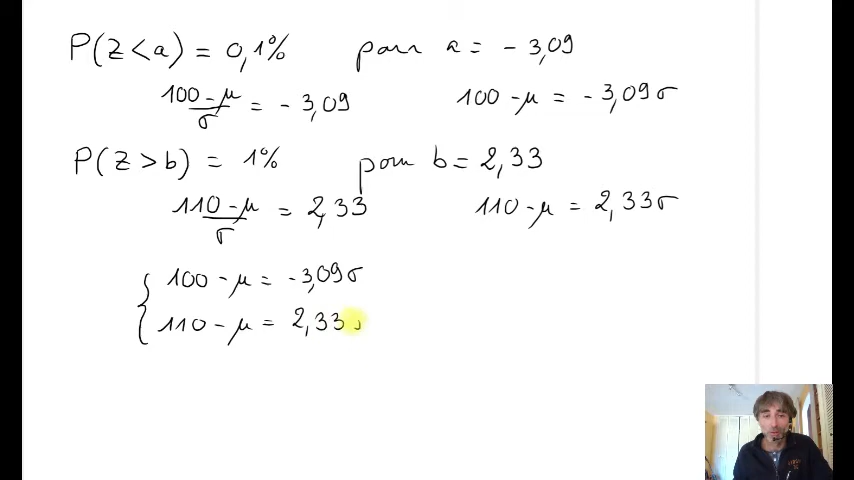 P(Z<a) = 0,1% pour a = -3,09
100-μ/σ = -3,09 100-μ = -3,09σ
P(Z>b) = 1% pour b = 2,33
110-μ/σ = 2,33 110-μ = 2,33σ
100-μ = -3,09σ
110-μ = 2,33σ